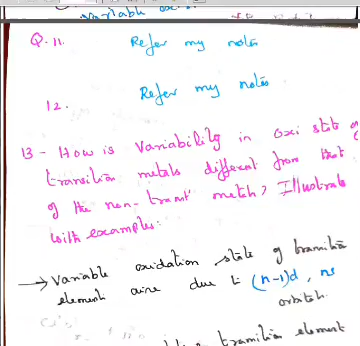 variable
Q.11. Refer my notes
12. Refer my notes
13 - How is variability in oxi state of
transition metals different from that
of the non-transn metals? Illustrate
with examples:
→ Variable oxidation state of transition
element arise due to (n-1)d, ns
orbitals
transition element